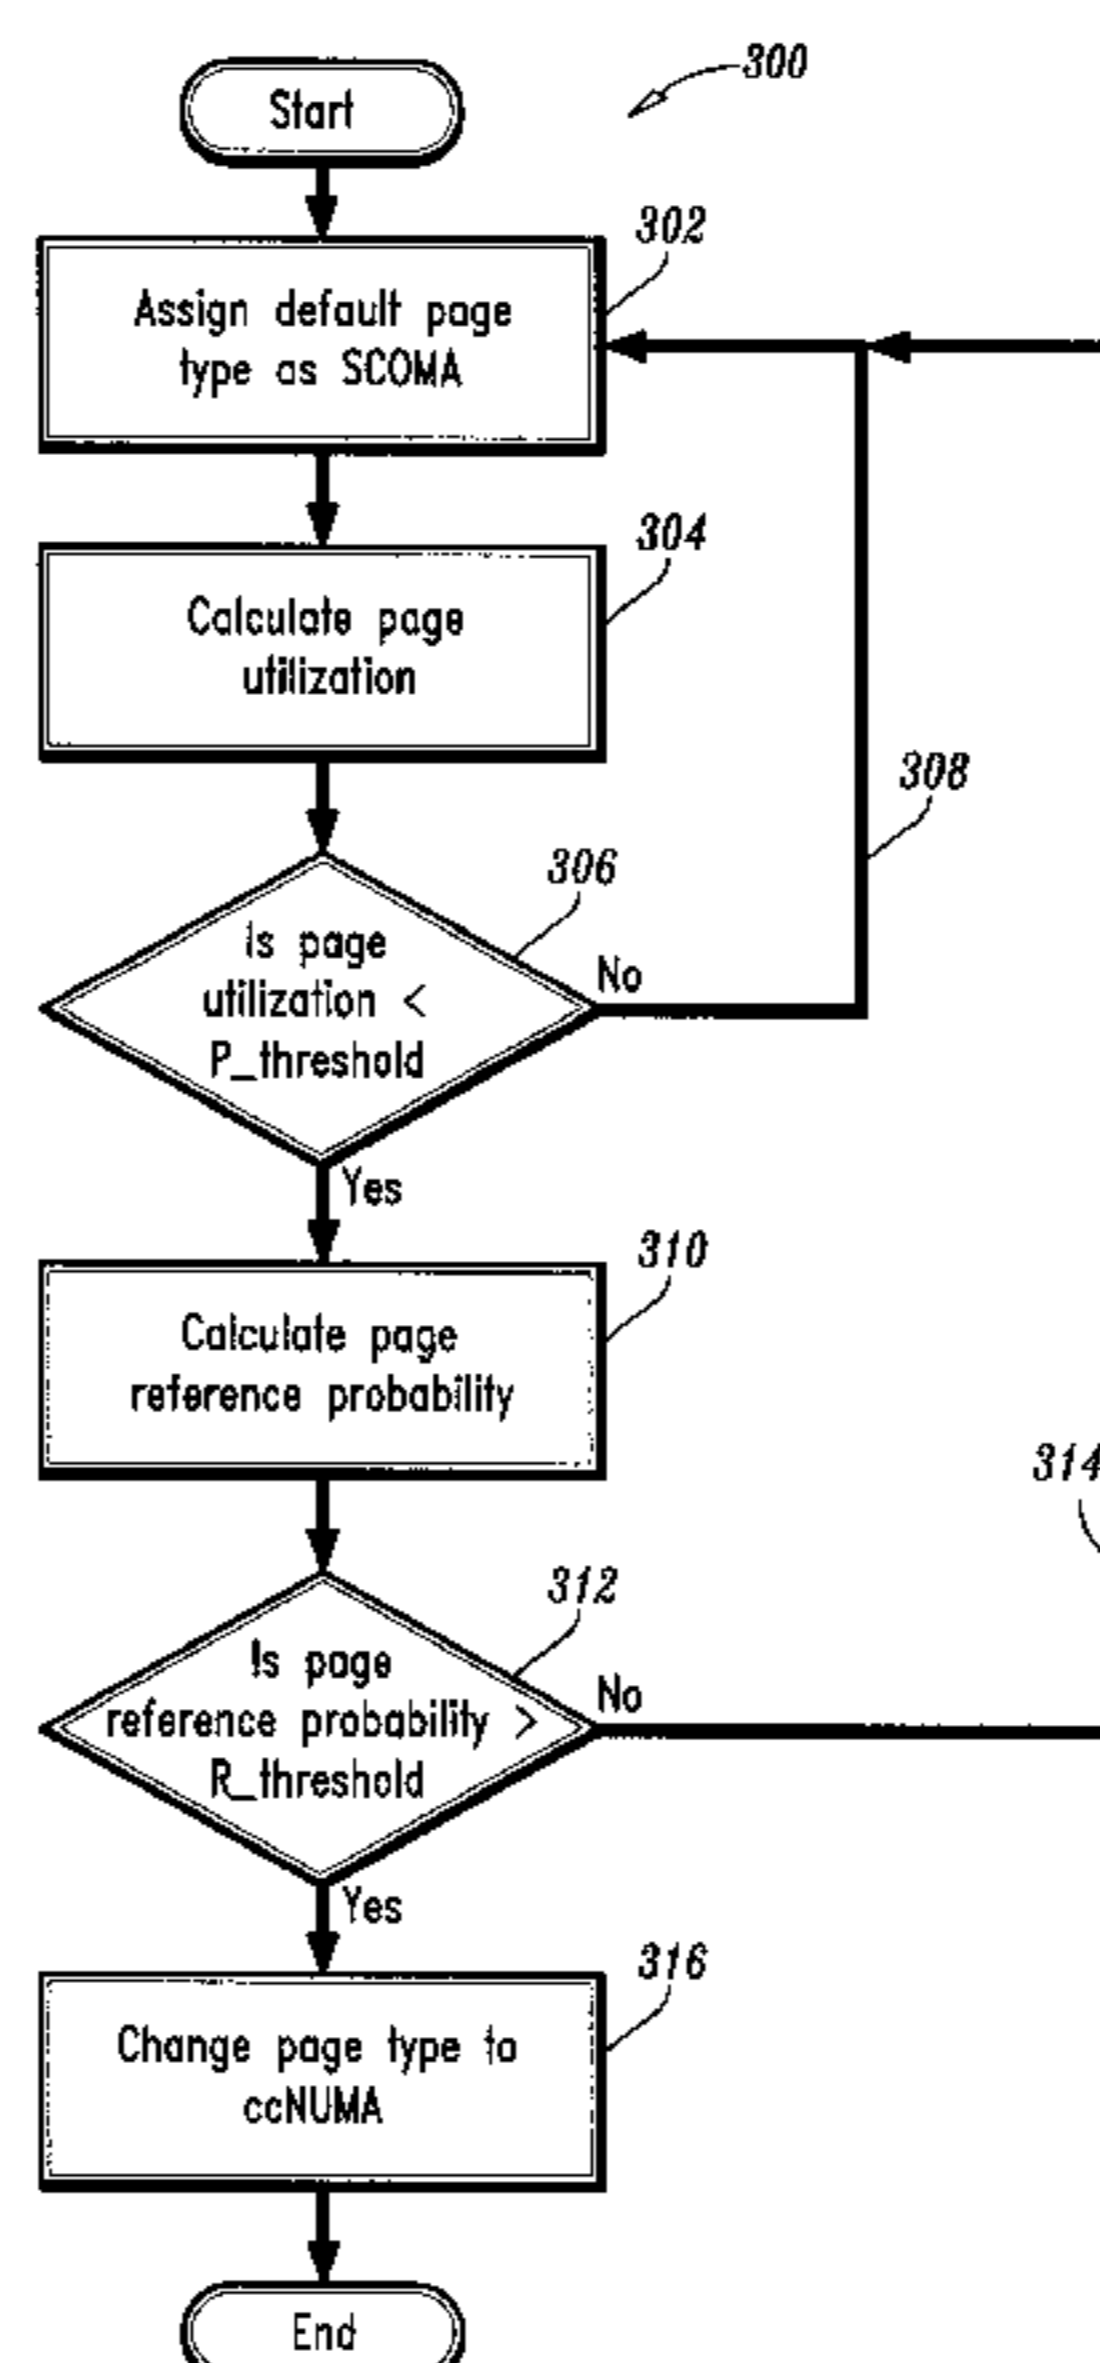 Start
300
302
Assign default page
type as SCOMA
304
Calculate page
utilization
308
306
Is page
utilization <
P_threshold
No
Yes
310
Calculate page
reference probability
314
312
Is page
reference probability >
R_threshold
No
Yes
316
Change page type to
ccNUMA
End